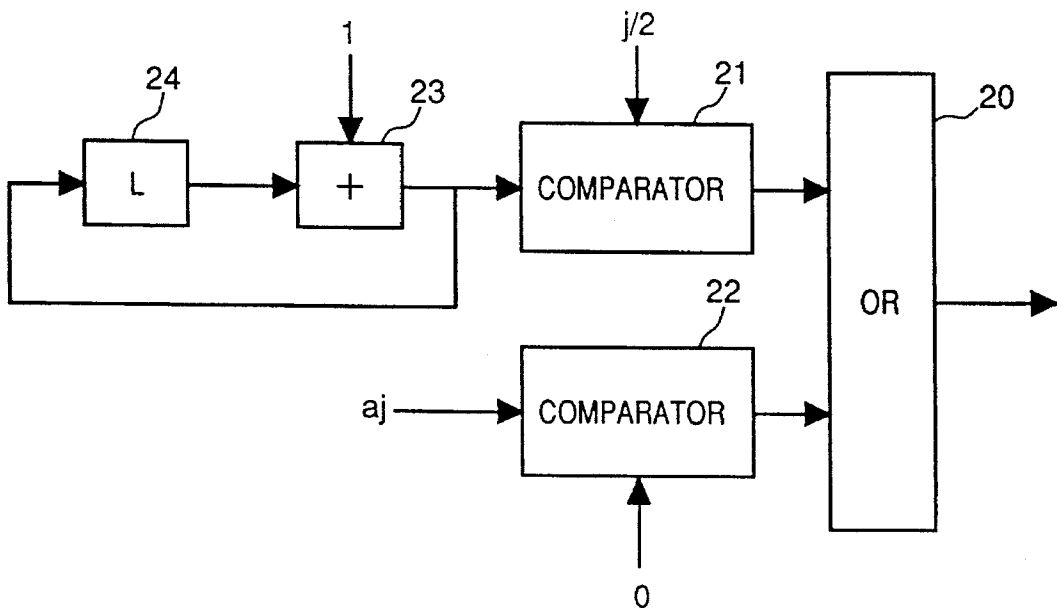 1
j/2
24
23
21
20
L
+
COMPARATOR
OR
22
aj
COMPARATOR
0